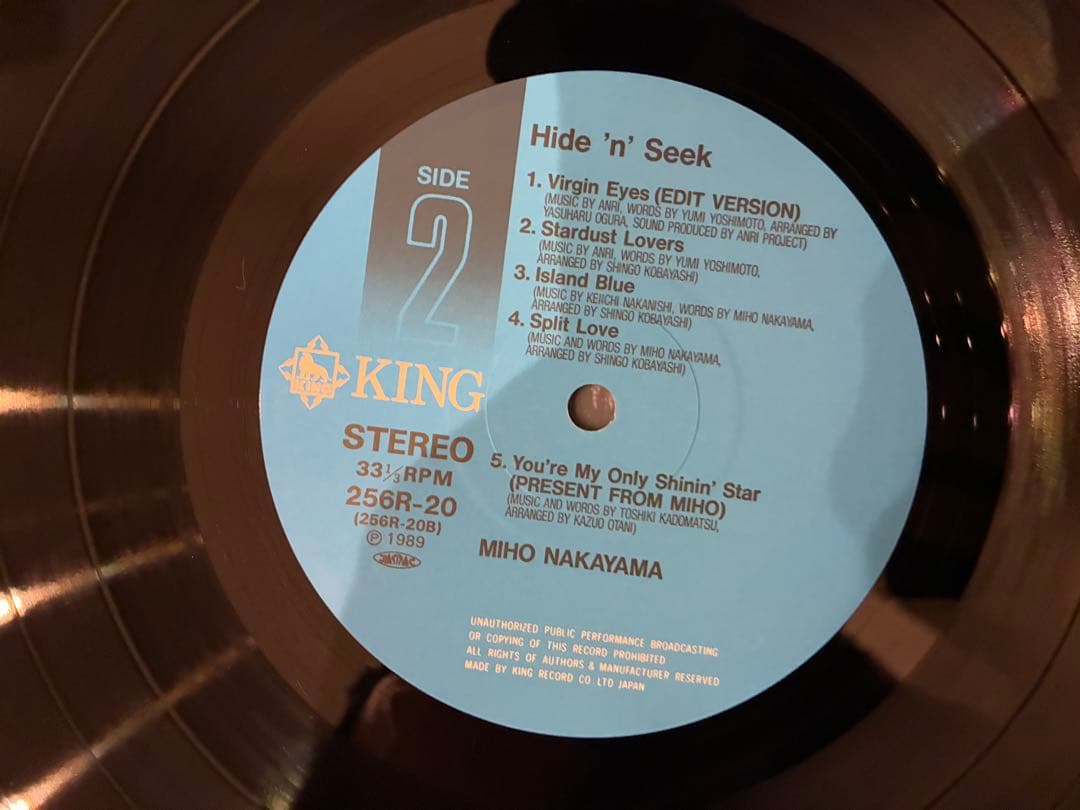 Hide 'n' Seek
SIDE
2
1. Virgin Eyes (EDIT VERSION)
(MUSIC BY ANRI, WORDS BY YUMI YOSHIMOTO, ARRANGED BY
YASUHARU OGURA, SOUND PRODUCED BY ANRI PROJECT)
2. Stardust Lovers
(MUSIC BY ANRI, WORDS BY YUMI YOSHIMOTO,
ARRANGED BY SHINGO KOBAYASHI)
3. Island Blue
(MUSIC BY KEIICHI NAKANISHI, WORDS BY MIHO NAKAYAMA,
ARRANGED BY SHINGO KOBAYASHI)
4. Split Love
(MUSIC AND WORDS BY MIHO NAKAYAMA,
ARRANGED BY SHINGO KOBAYASHI)
KING
KING
STEREO
33 1/3 RPM
256R-20
(256R-20B)
Ⓟ 1989
5. You're My Only Shinin' Star
(PRESENT FROM MIHO)
(MUSIC AND WORDS BY TOSHIKI KADOMATSU,
ARRANGED BY KAZUO OTANI)
MIHO NAKAYAMA
UNAUTHORIZED PUBLIC PERFORMANCE BROADCASTING
OR COPYING OF THIS RECORD PROHIBITED
ALL RIGHTS OF AUTHORS & MANUFACTURER RESERVED
MADE BY KING RECORD CO LTD JAPAN